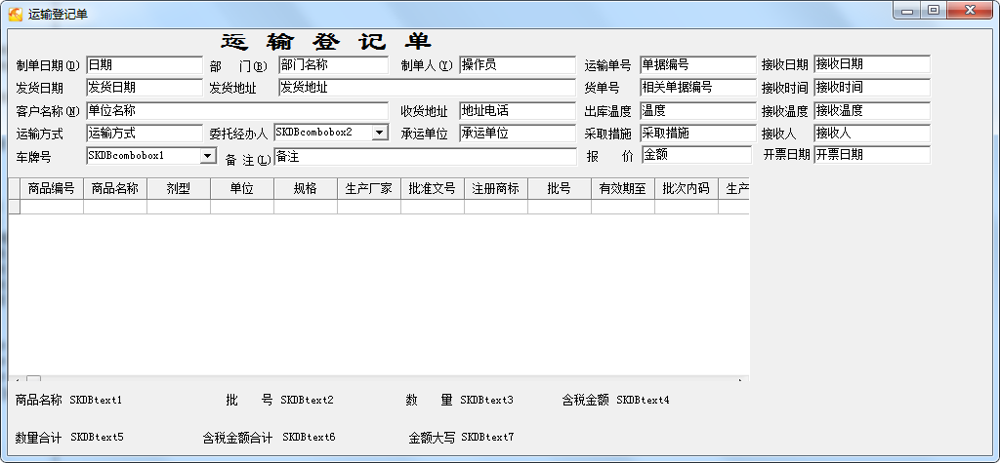 运输登记单
运 输 登 记 单
制单日期(D) 日期 部 门(B) 部门名称 制单人(Y) 操作员 运输单号 单据编号 接收日期 接收日期
发货日期 发货日期 发货地址 发货地址 货单号 相关单据编号 接收时间 接收时间
客户名称(N) 单位名称 收货地址 地址电话 出库温度 温度 接收温度 接收温度
运输方式 运输方式 委托经办人 SKDBcombobox2 承运单位 承运单位 采取措施 采取措施 接收人 接收人
车牌号 SKDBcombobox1 备 注(L) 备注 报 价 金额 开票日期 开票日期
商品编号 商品名称 剂型 单位 规格 生产厂家 批准文号 注册商标 批号 有效期至 批次内码 生产
商品名称 SKDBtext1 批 号 SKDBtext2 数 量 SKDBtext3 含税金额 SKDBtext4
数量合计 SKDBtext5 含税金额合计 SKDBtext6 金额大写 SKDBtext7